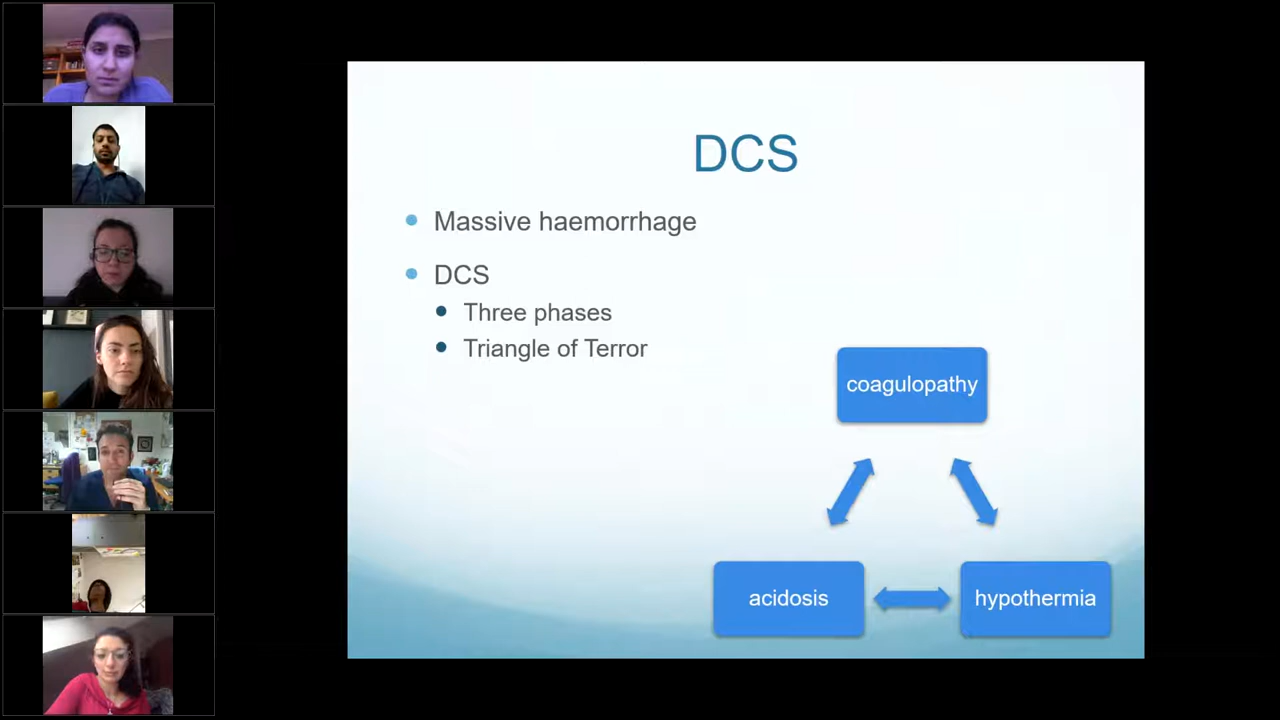 DCS
Massive haemorrhage
DCS
Three phases
Triangle of Terror
coagulopathy
acidosis
hypothermia